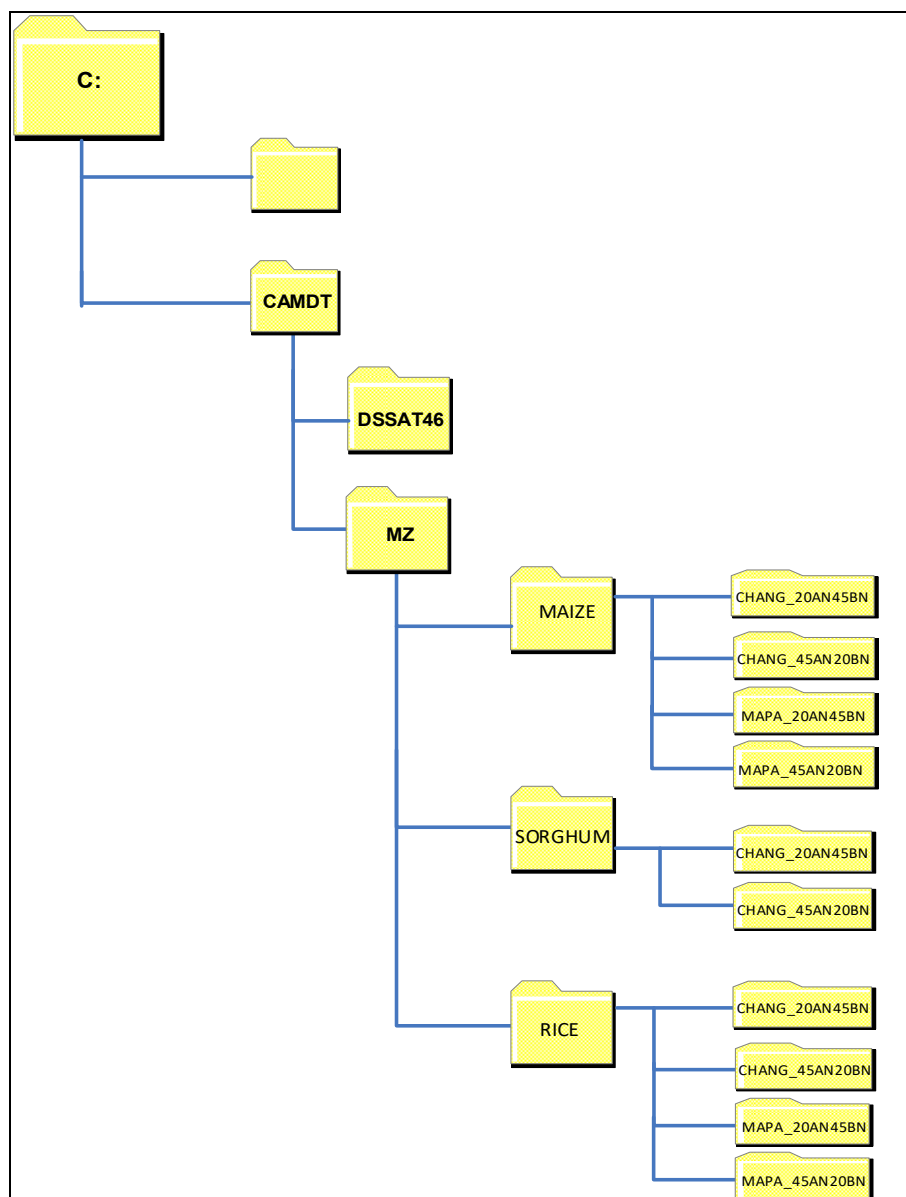 C:
CAMDT
DSSAT46
MZ
MAIZE
CHANG_20AN45BN
CHANG_45AN20BN
MAPA_20AN45BN
MAPA_45AN20BN
SORGHUM
CHANG_20AN45BN
CHANG_45AN20BN
RICE
CHANG_20AN45BN
CHANG_45AN20BN
MAPA_20AN45BN
MAPA_45AN20BN